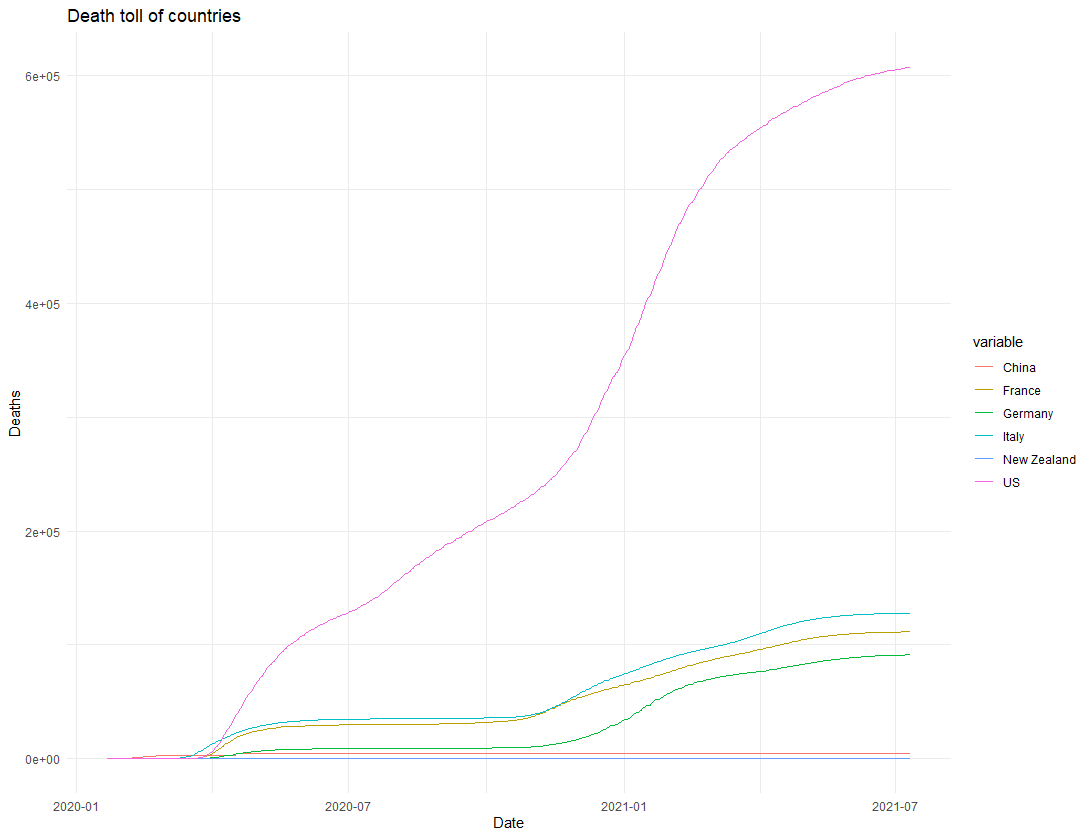 Death toll of countries
6e+05
4e+05
2e+05
0e+00
Deaths
2020-01
2020-07
2021-01
2021-07
Date
variable
China
France
Germany
Italy
New Zealand
US